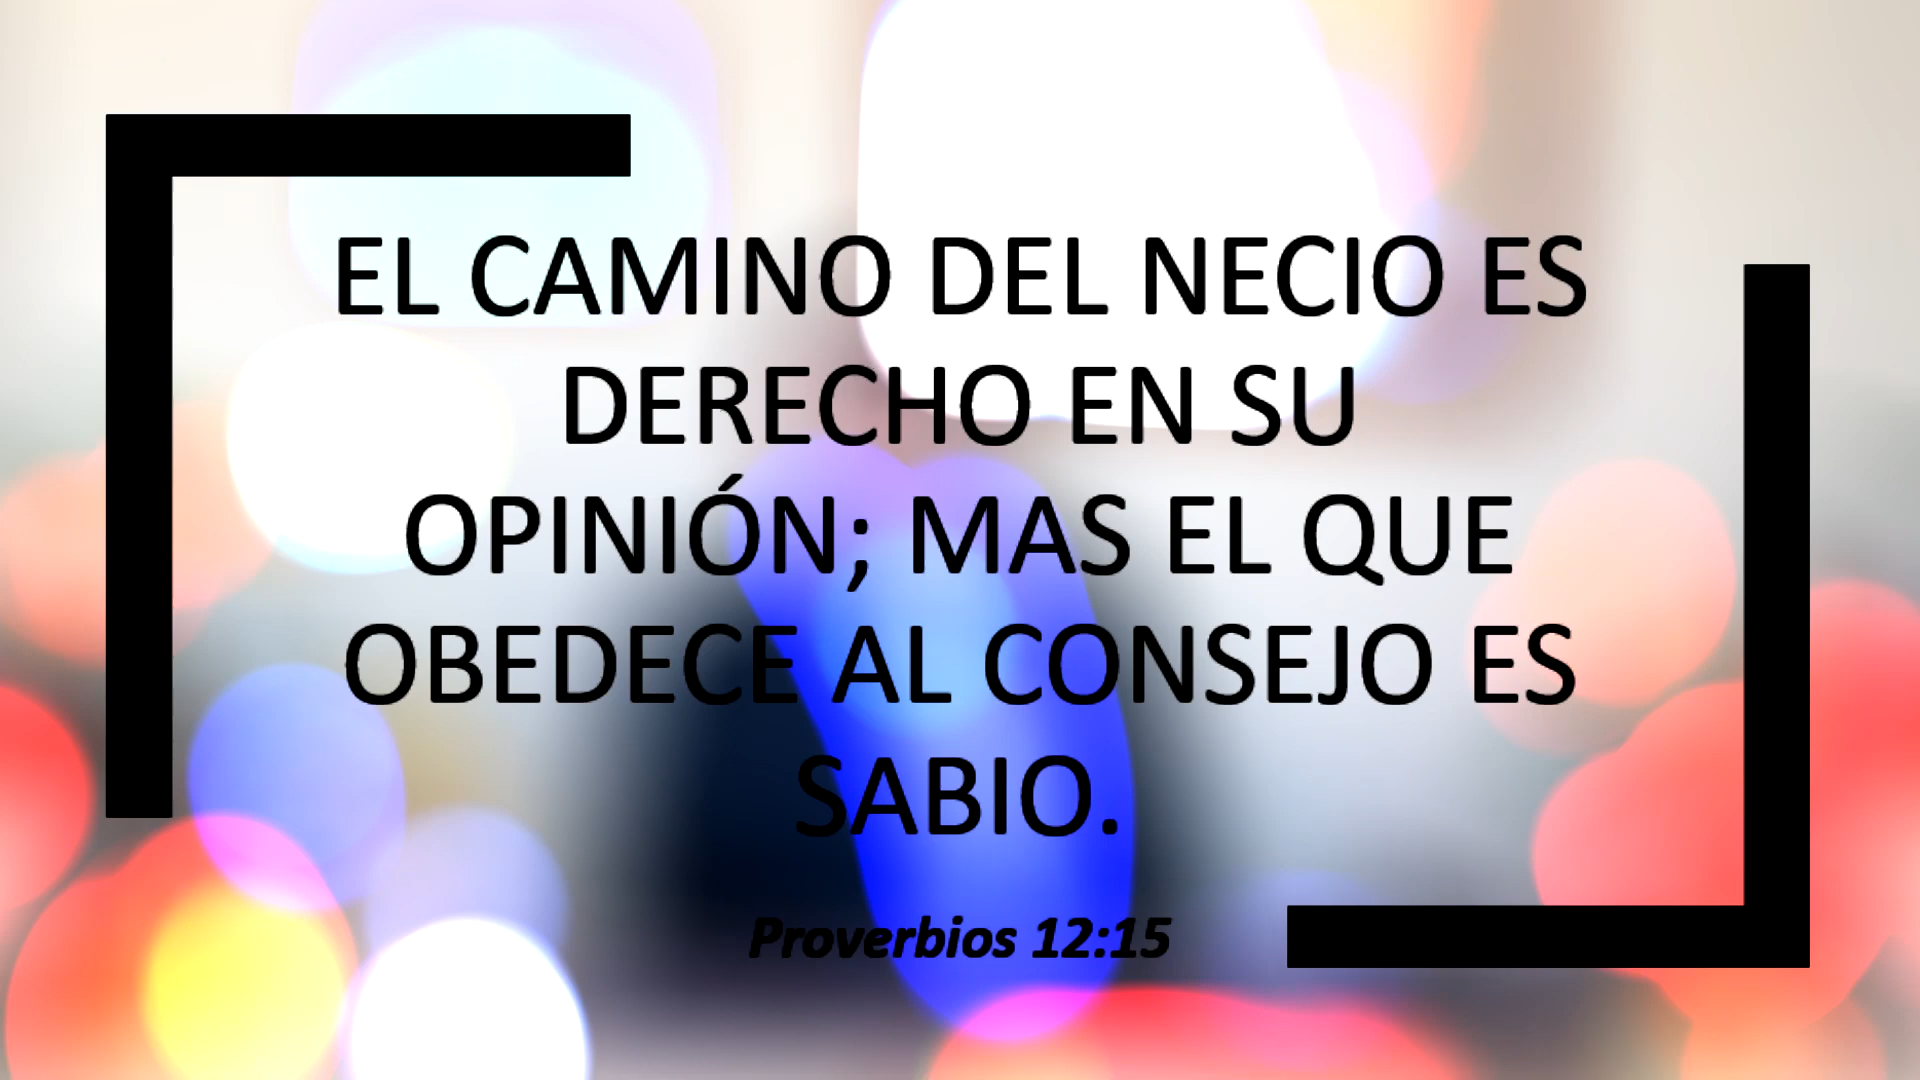 EL CAMINO DEL NECIO ES
DERECHO EN SU
OPINIÓN; MAS EL QUE
OBEDECE AL CONSEJO ES
SABIO.
Proverbios 12:15